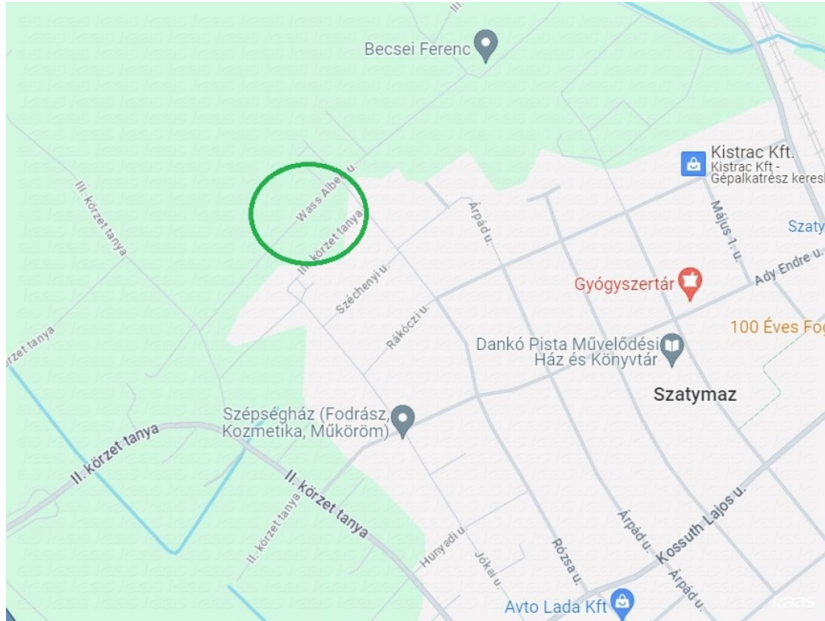 III.
Becsei Ferenc
Kistrac Kft.
Kistrac Kft -
Gépalkatrész keresk
Wass Albert u.
III. körzet tanya
Május 1. u.
Árpád u.
Szaty
II. körzet tanya
Ady Endre u.
Széchenyi u.
Gyógyszertár
Rákóczi u.
100 Éves Fog
körzet tanya
Dankó Pista Művelődési
Ház és Könyvtár
Szatymaz
Szépségház (Fodrász,
Kozmetika, Műköröm)
II. körzet tanya
II. körzet tanya
II. körzet tanya
Kossuth Lajos u.
Hunyadi u.
Jókai u.
Rózsa u.
Árpád u.
Árpád u.
Avto Lada Kft